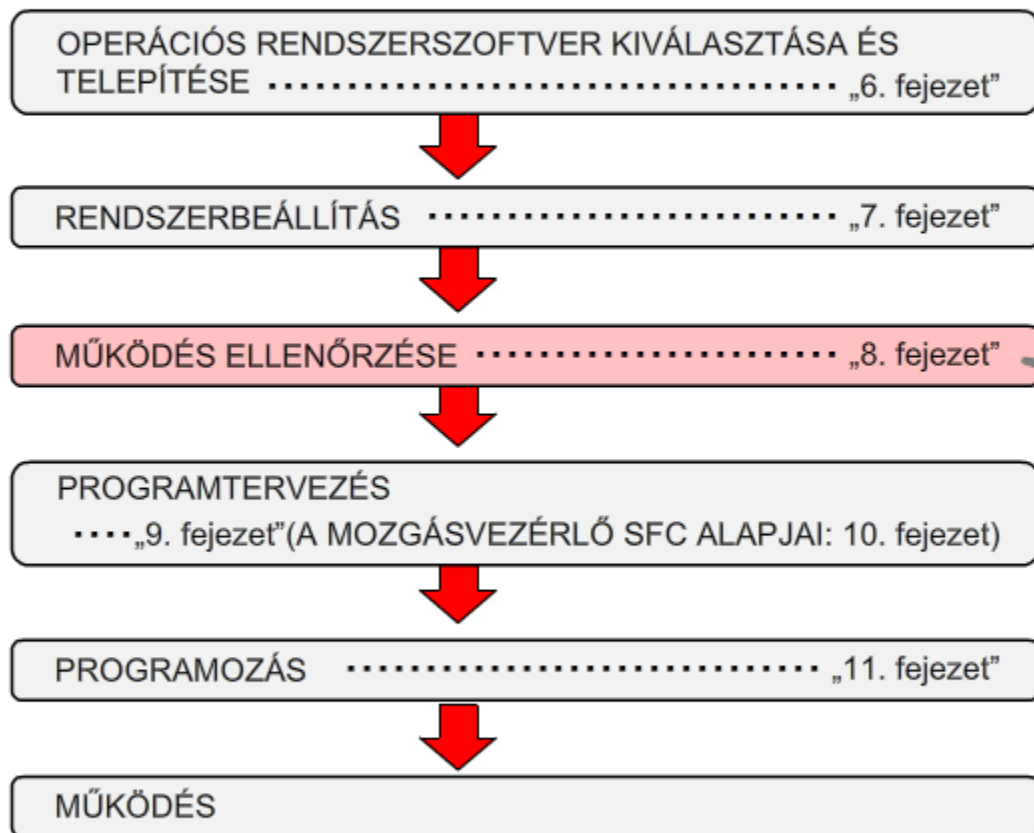 OPERÁCIÓS RENDSZERSZOFTVER KIVÁLASZTÁSA ÉS
TELEPÍTÉSE ···································· „6. fejezet”
RENDSZERBEÁLLÍTÁS ·························· „7. fejezet”
MŰKÖDÉS ELLENŐRZÉSE ······················· „8. fejezet”
PROGRAMTERVEZÉS
····„9. fejezet”(A MOZGÁSVEZÉRLŐ SFC ALAPJAI: 10. fejezet)
PROGRAMOZÁS ······························ „11. fejezet”
MŰKÖDÉS